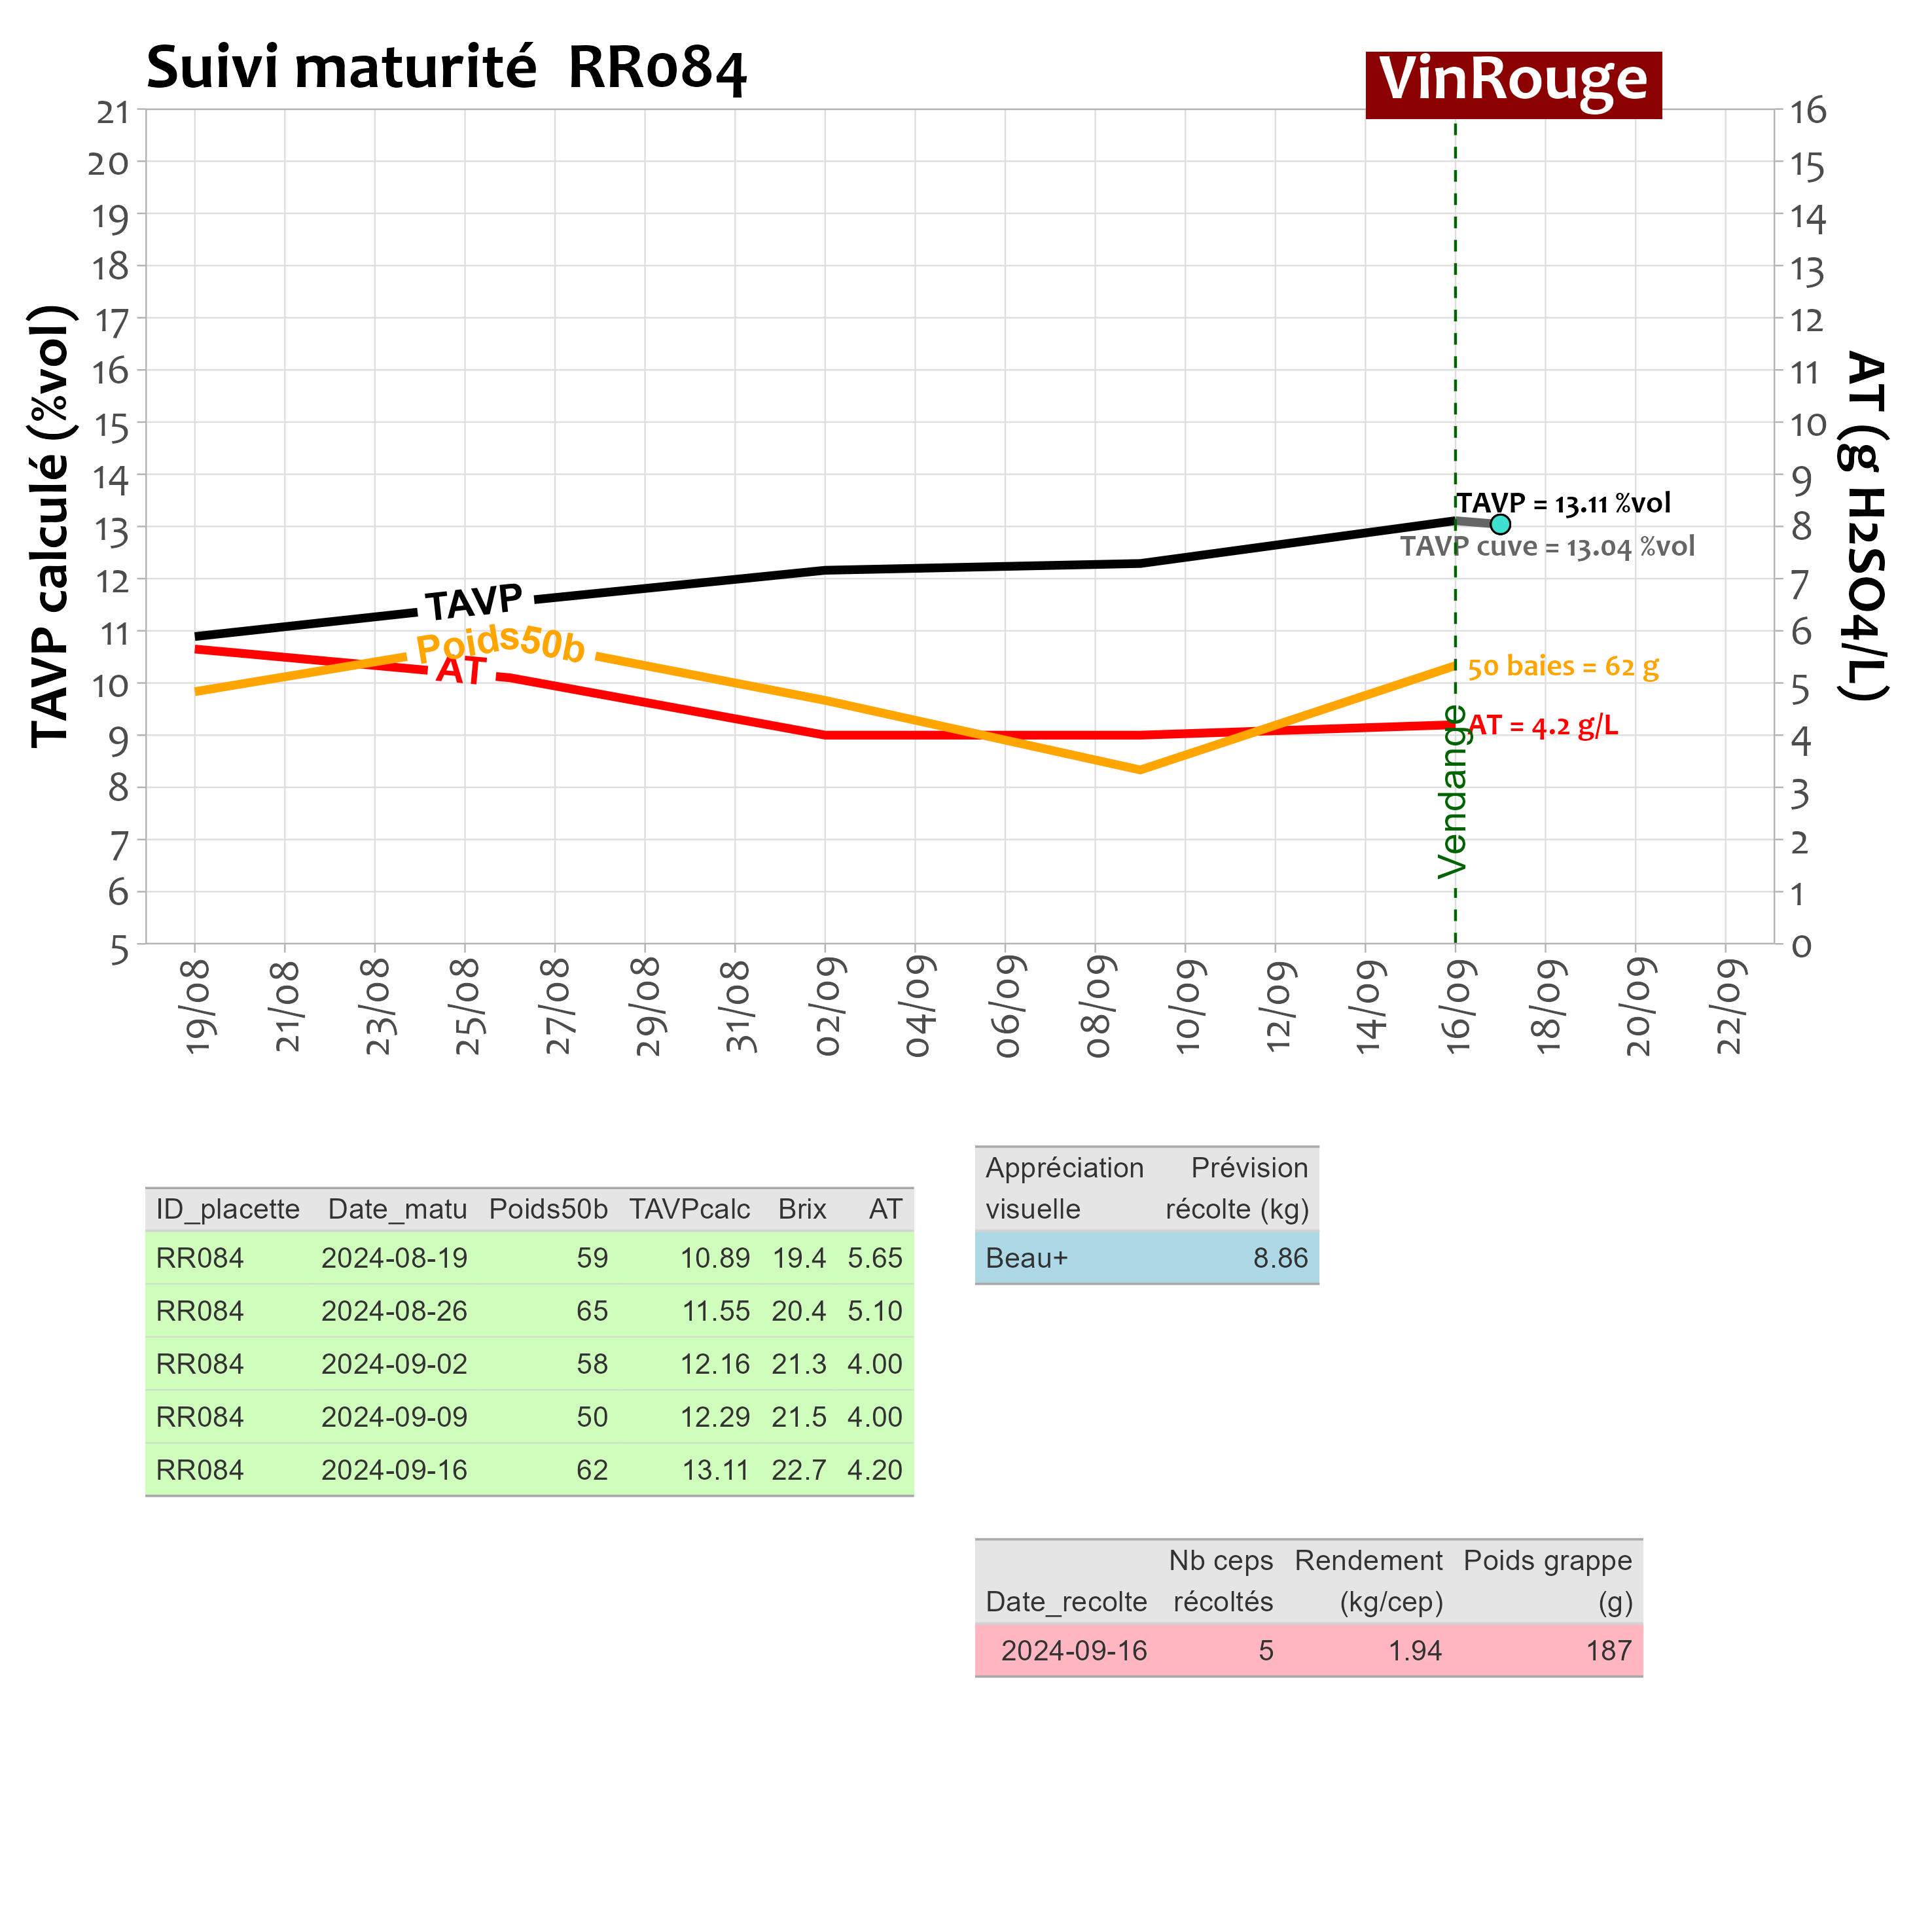 Suivi maturité  RR084
VinRouge
TAVP calculé (%vol)
21
20
19
18
17
16
15
14
13
12
11
10
9
8
7
6
5
AT (g H2SO4/L)
16
15
14
13
12
11
10
9
8
7
6
5
4
3
2
1
0
TAVP = 13.11 %vol
TAVP cuve = 13.04 %vol
TAVP
Poids50b
AT
50 baies = 62 g
AT = 4.2 g/L
Vendange
19/08 21/08 23/08 25/08 27/08 29/08 31/08 02/09 04/09 06/09 08/09 10/09 12/09 14/09 16/09 18/09 20/09 22/09
ID_placette Date_matu Poids50b TAVPcalc Brix AT
RR084 2024-08-19 59 10.89 19.4 5.65
RR084 2024-08-26 65 11.55 20.4 5.10
RR084 2024-09-02 58 12.16 21.3 4.00
RR084 2024-09-09 50 12.29 21.5 4.00
RR084 2024-09-16 62 13.11 22.7 4.20
Appréciation Prévision
visuelle récolte (kg)
Beau+ 8.86
Nb ceps Rendement Poids grappe
Date_recolte récoltés (kg/cep) (g)
2024-09-16 5 1.94 187